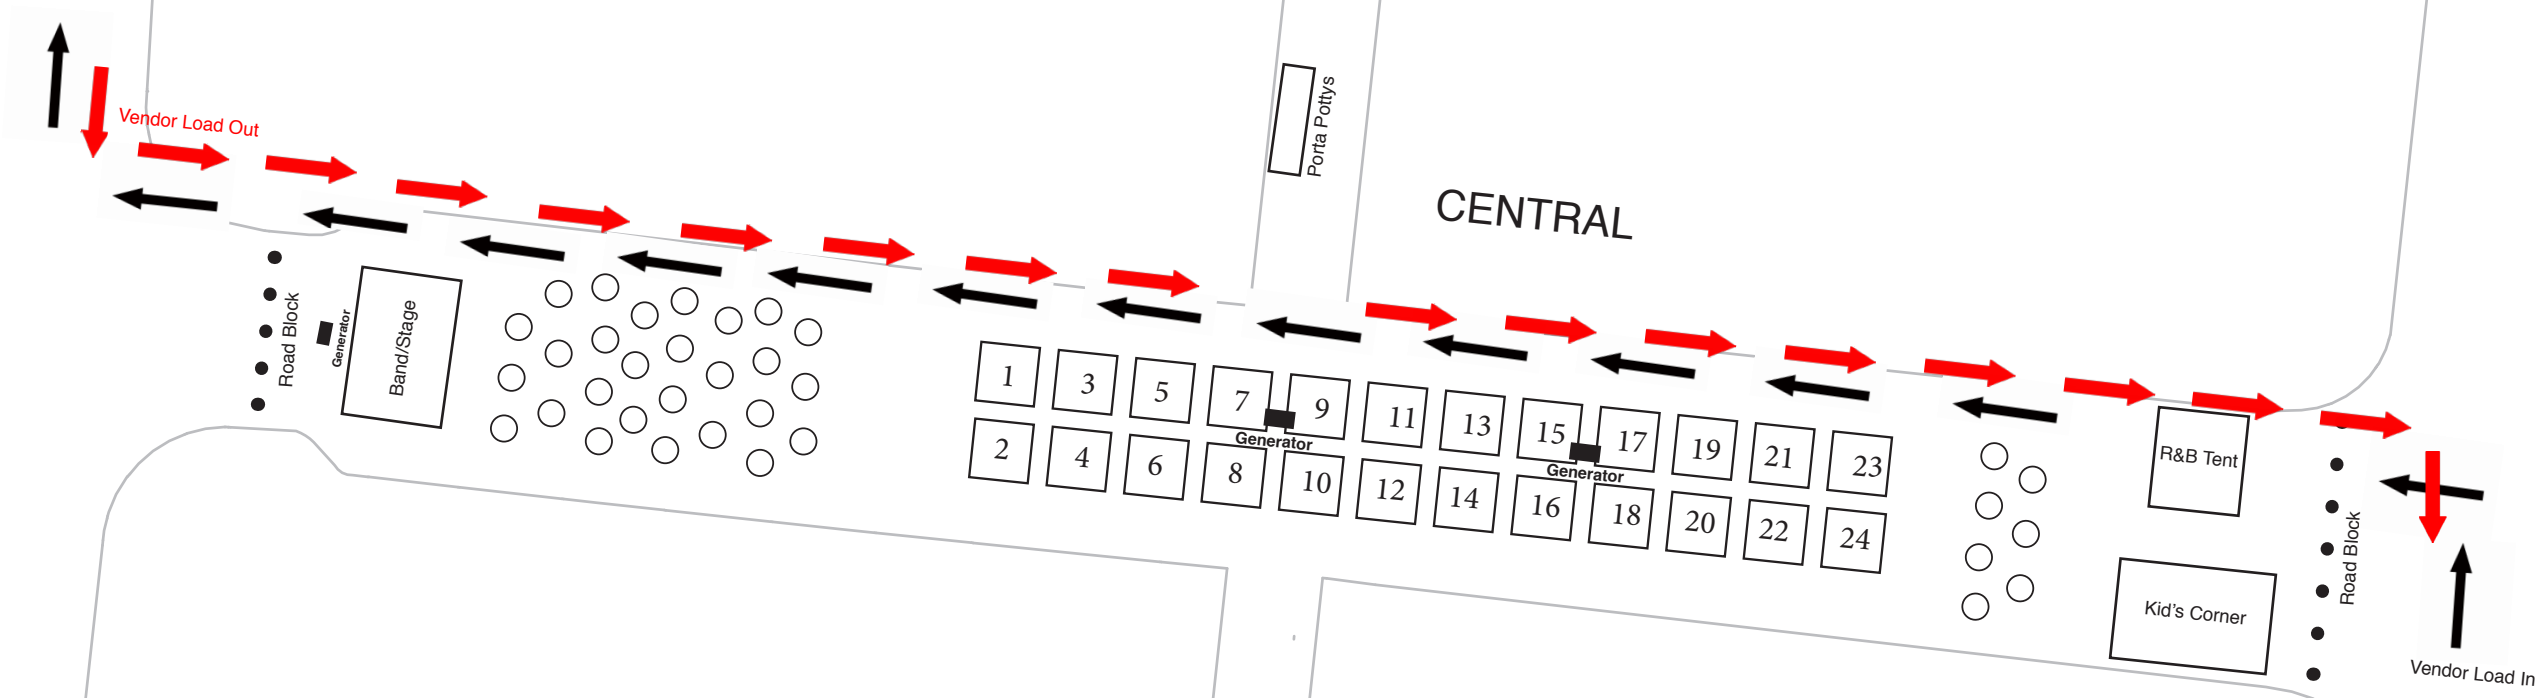 Vendor Load Out
Porta Pottys
CENTRAL
Road Block
Generator
Band/Stage
1
3
5
7
9
11
13
15
17
19
21
23
Generator
Generator
2
4
6
8
10
12
14
16
18
20
22
24
R&B Tent
Kid's Corner
Road Block
Vendor Load In